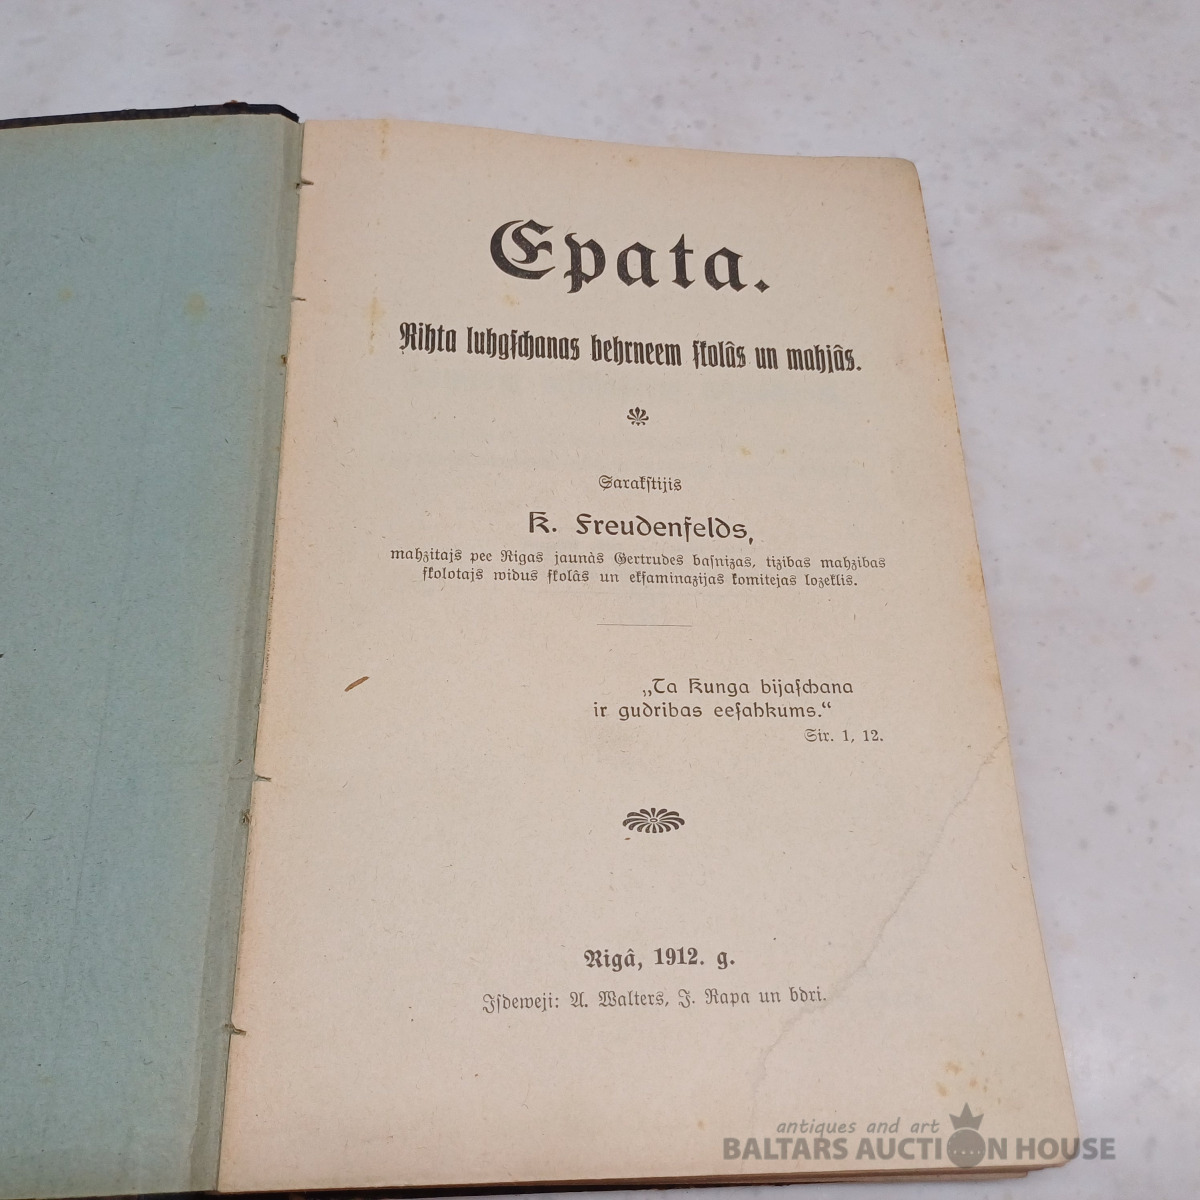 Epata.
Rihta luhgſchanas behrneem ſkolâs un mahjâs.
Sarakſtijis
K. Freudenfelds,
mahzitajs pee Rigas jaunàs Gertrudes baſnizas, tizibas mahzibas
ſkolotajs widus ſkolâs un ekſaminazijas komitejas lozeklis.
„Ta Kunga bijaſchana
ir gudribas eeſahkums.“
Sir. 1, 12.
Rigâ, 1912. g.
Iſdeweji: A. Walters, J. Rapa un bdri.
antiques and art
BALTARS AUCTION HOUSE